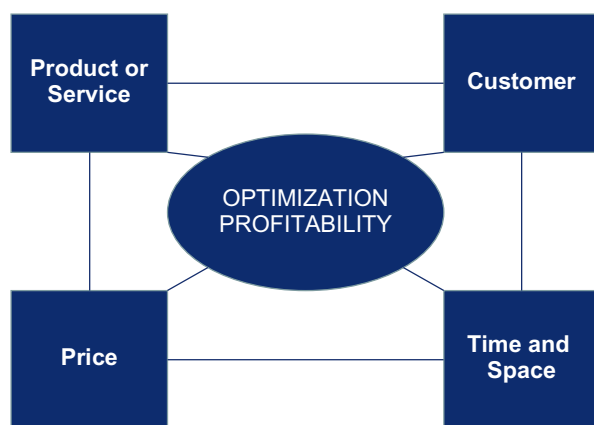 Product or
Service
Customer
OPTIMIZATION
PROFITABILITY
Price
Time and
Space